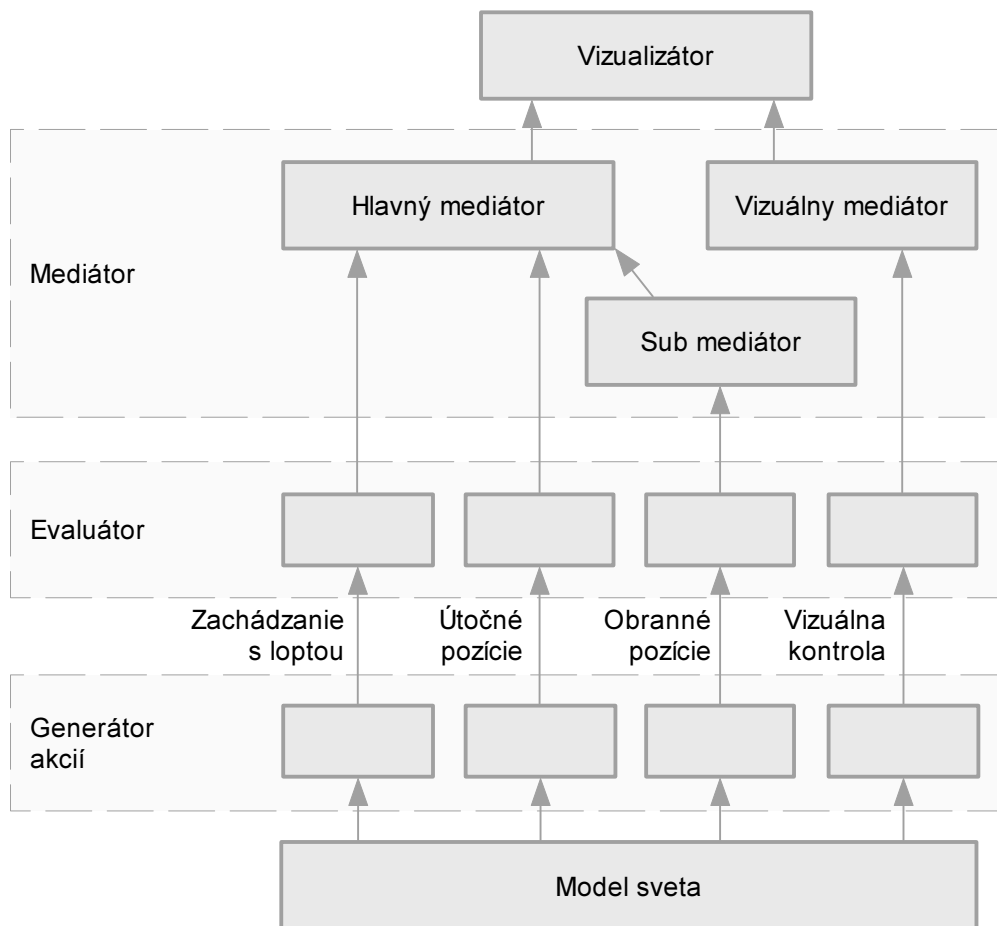 Vizualizátor
Hlavný mediátor
Vizuálny mediátor
Mediátor
Sub mediátor
Evaluátor
Zachádzanie
s loptou
Útočné
pozície
Obranné
pozície
Vizuálna
kontrola
Generátor
akcií
Model sveta